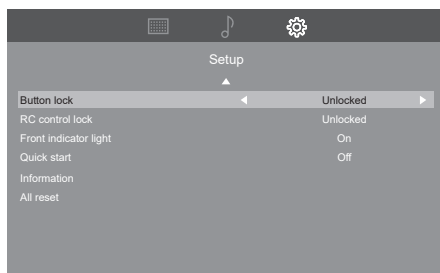 Setup
Button lock Unlocked
RC control lock Unlocked
Front indicator light On
Quick start Off
Information
All reset